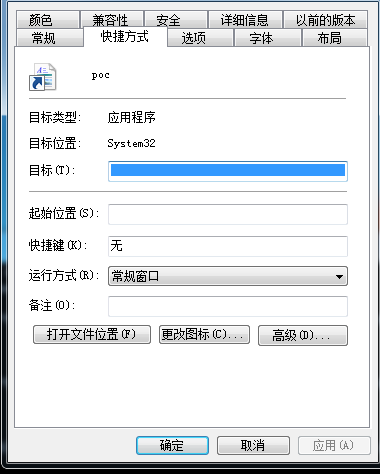 颜色 兼容性 安全 详细信息 以前的版本
常规 快捷方式 选项 字体 布局
poc
目标类型: 应用程序
目标位置: System32
目标(T):
起始位置(S):
快捷键(K): 无
运行方式(R): 常规窗口
备注(O):
打开文件位置(F) 更改图标(C)... 高级(D)...
确定 取消 应用(A)